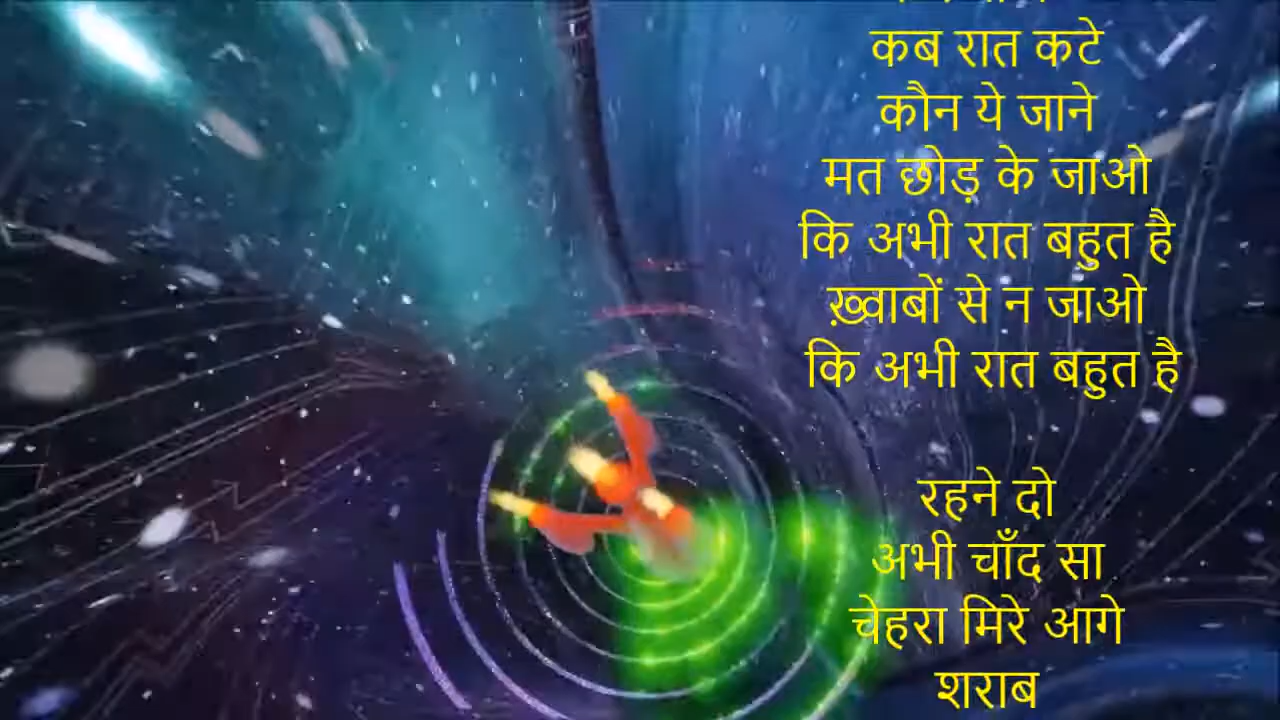 कब रात कटे
कौन ये जाने
मत छोड़ के जाओ
कि अभी रात बहुत है
ख़्वाबों से न जाओ
कि अभी रात बहुत है
रहने दो
अभी चाँद सा
चेहरा मिरे आगे
शराब